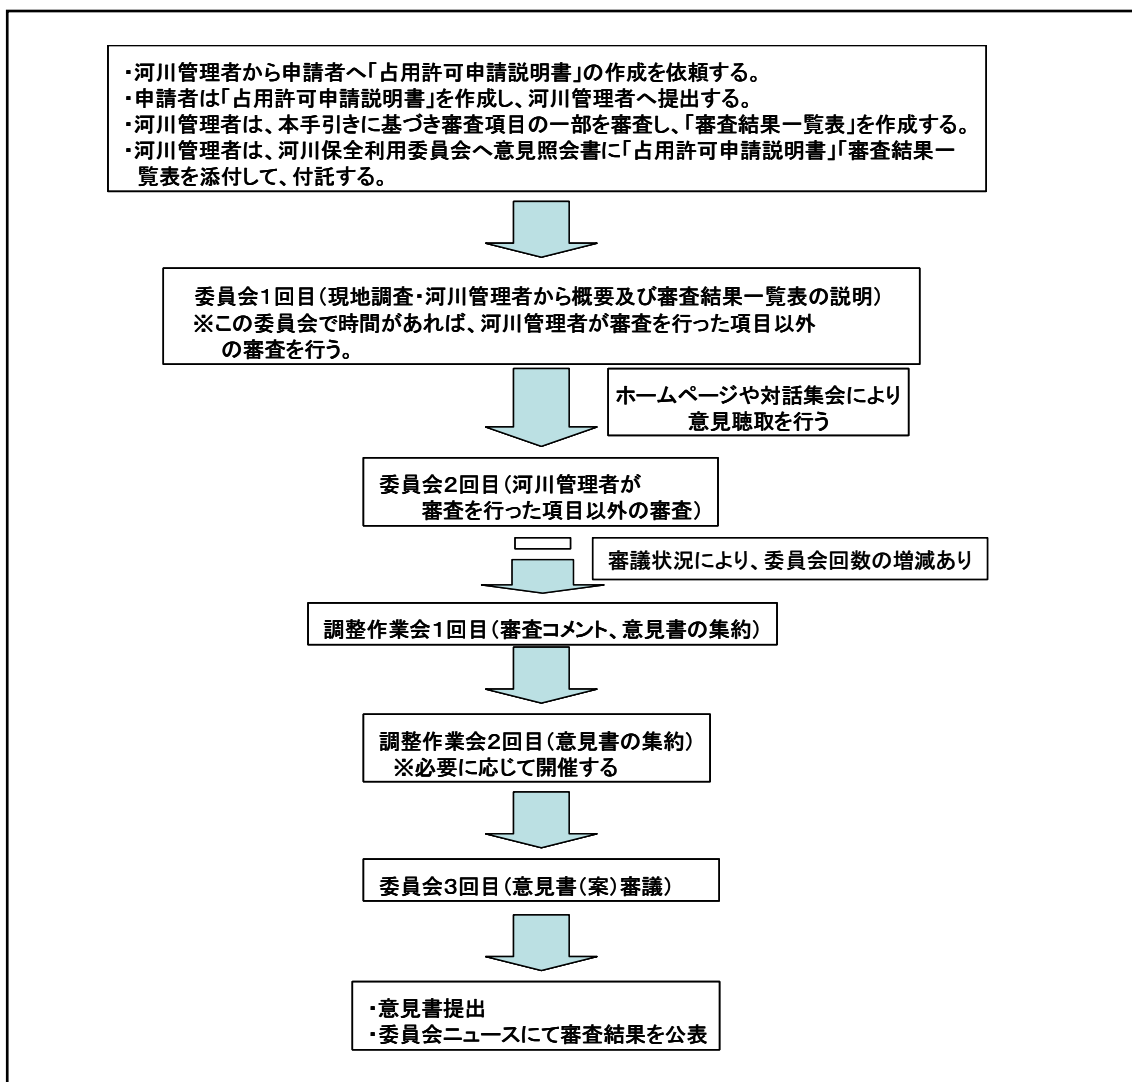 ・河川管理者から申請者へ「占用許可申請説明書」の作成を依頼する。
・申請者は「占用許可申請説明書」を作成し、河川管理者へ提出する。
・河川管理者は、本手引きに基づき審査項目の一部を審査し、「審査結果一覧表」を作成する。
・河川管理者は、河川保全利用委員会へ意見照会書に「占用許可申請説明書」「審査結果一
覧表を添付して、付託する。
委員会1回目(現地調査・河川管理者から概要及び審査結果一覧表の説明)
※この委員会で時間があれば、河川管理者が審査を行った項目以外
の審査を行う。
ホームページや対話集会により
意見聴取を行う
委員会2回目(河川管理者が
審査を行った項目以外の審査)
審議状況により、委員会回数の増減あり
調整作業会1回目(審査コメント、意見書の集約)
調整作業会2回目(意見書の集約)
※必要に応じて開催する
委員会3回目(意見書(案)審議)
・意見書提出
・委員会ニュースにて審査結果を公表